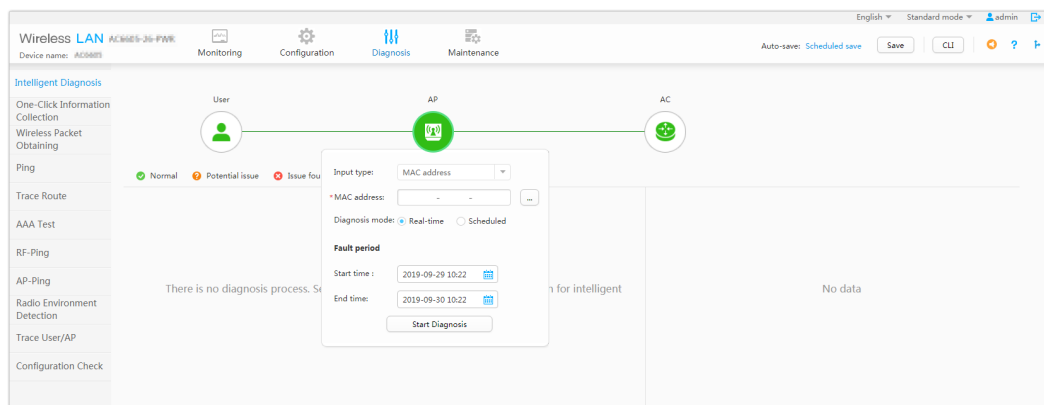 English Standard mode admin
Wireless LAN AC6605-26-PWR
Device name: AC6605
Monitoring Configuration Diagnosis Maintenance
Auto-save: Scheduled save Save CLI ?
Intelligent Diagnosis
One-Click Information
Collection
Wireless Packet
Obtaining
Ping
Trace Route
AAA Test
RF-Ping
AP-Ping
Radio Environment
Detection
Trace User/AP
Configuration Check
User AP AC
Normal ? Potential issue Issue fou
Input type: MAC address
*MAC address: - - ...
Diagnosis mode: Real-time Scheduled
Fault period
Start time : 2019-09-29 10:22
End time: 2019-09-30 10:22
Start Diagnosis
There is no diagnosis process. Se n for intelligent
No data